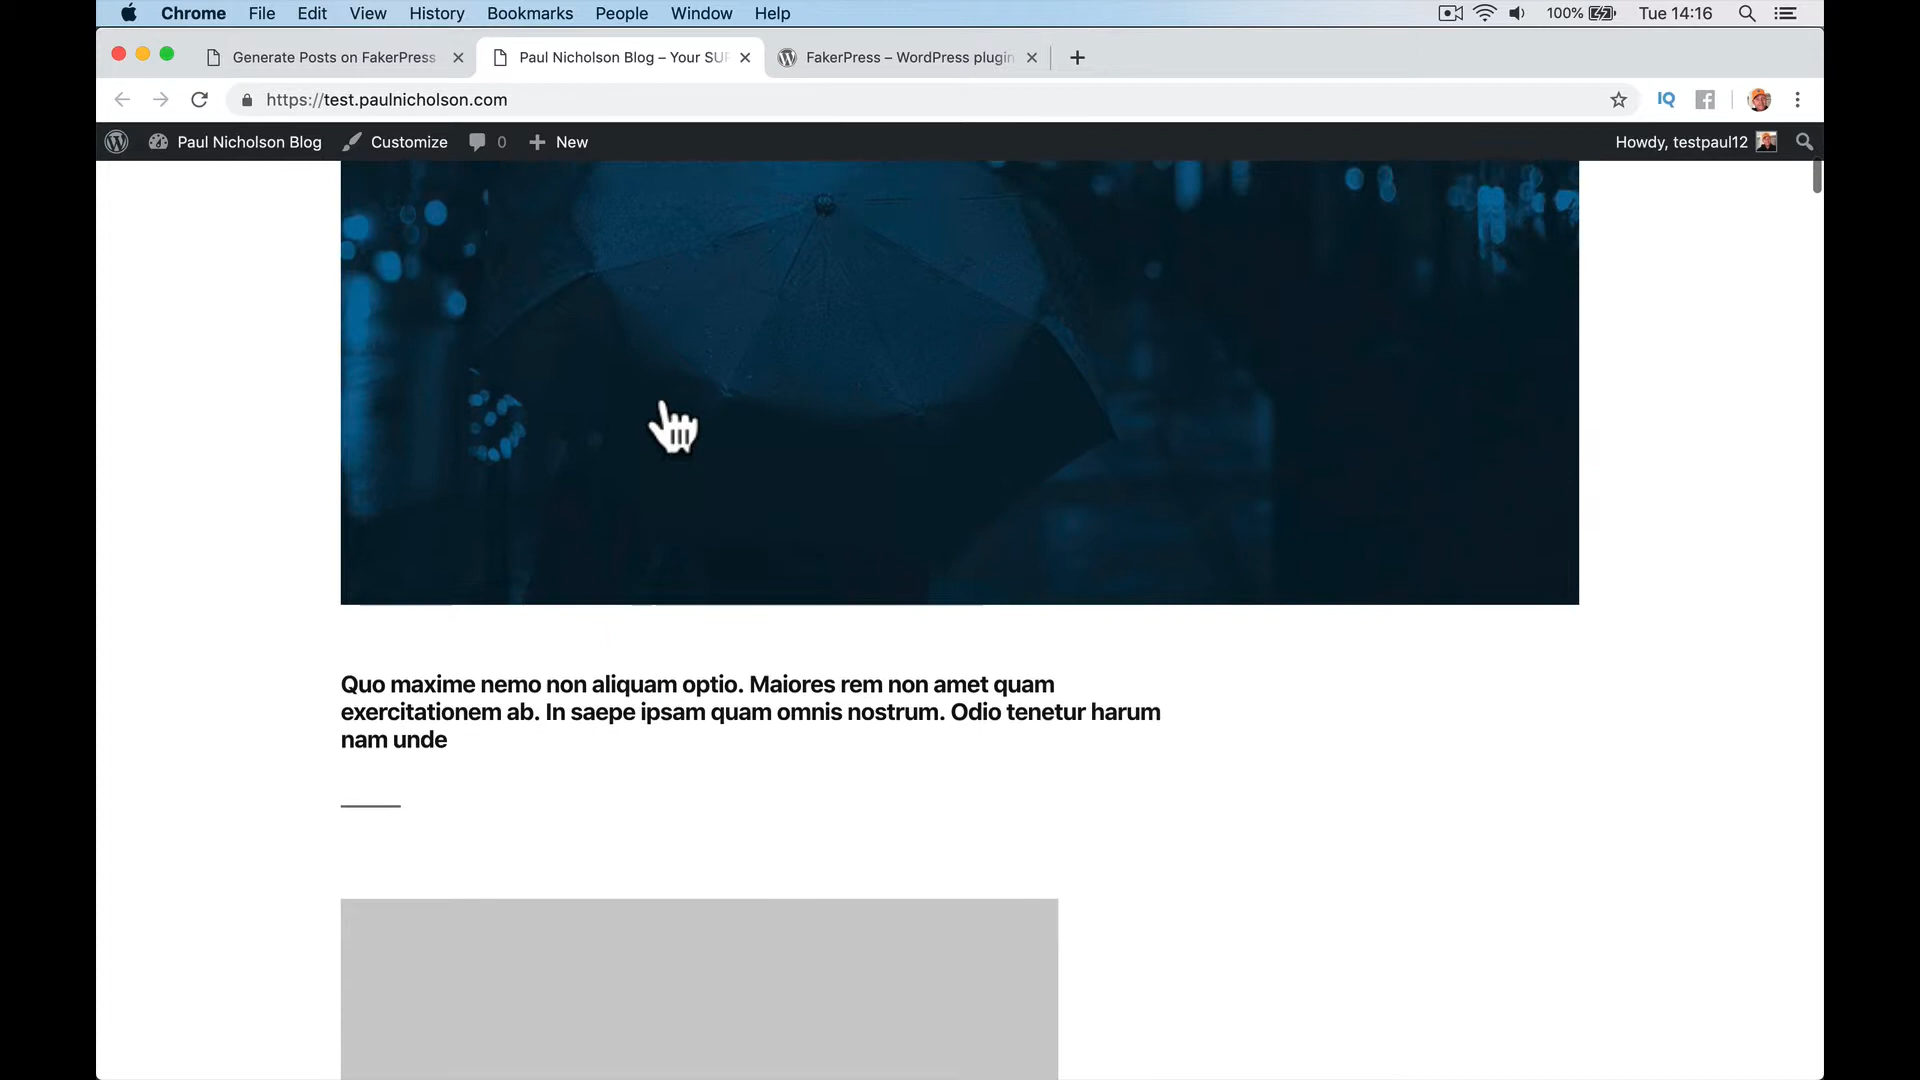 Chrome File Edit View History Bookmarks People Window Help 100% Tue 14:16
Generate Posts on FakerPress Paul Nicholson Blog – Your SUP FakerPress – WordPress plugin
https://test.paulnicholson.com IQ
Paul Nicholson Blog Customize 0 New Howdy, testpaul12
Quo maxime nemo non aliquam optio. Maiores rem non amet quam
exercitationem ab. In saepe ipsam quam omnis nostrum. Odio tenetur harum
nam unde